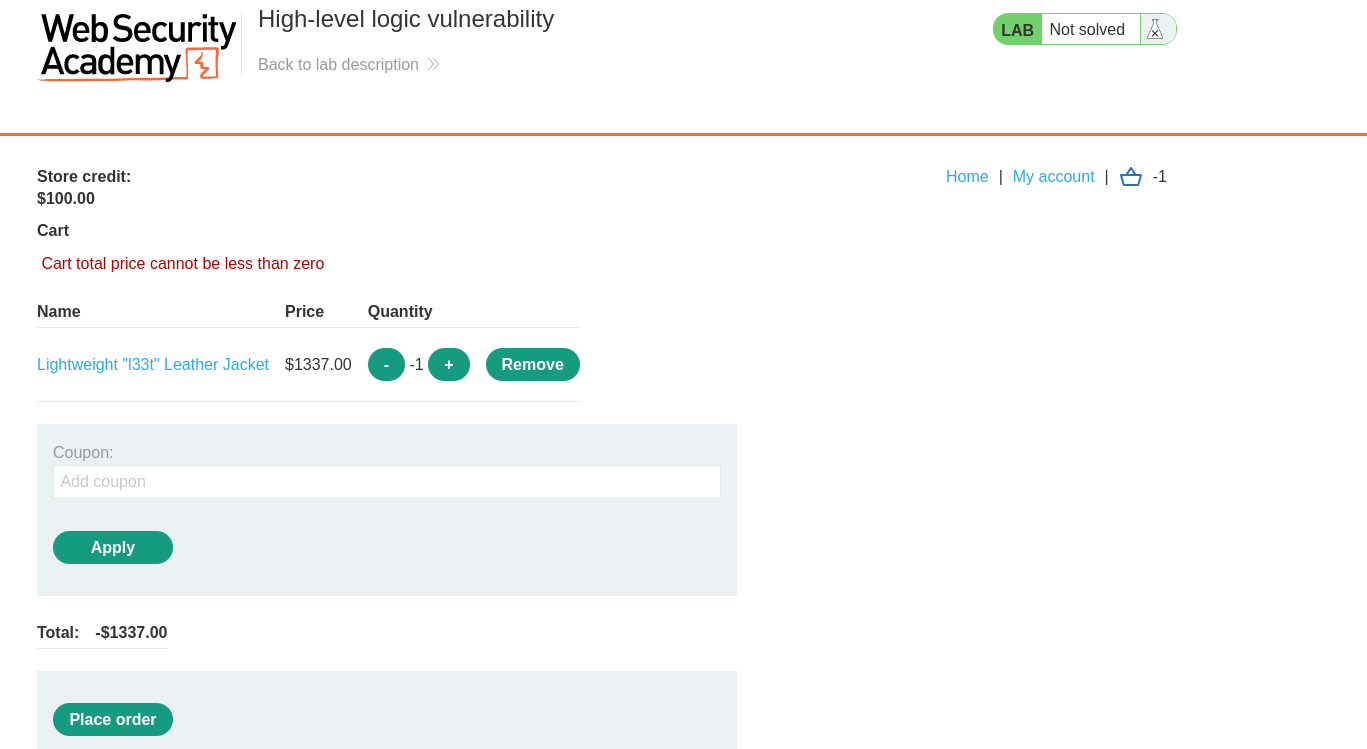 Web Security
Academy
High-level logic vulnerability
Back to lab description
LAB Not solved
Store credit:
$100.00
Home | My account | -1
Cart
Cart total price cannot be less than zero
Name Price Quantity
Lightweight "l33t" Leather Jacket $1337.00 - -1 + Remove
Coupon:
Add coupon
Apply
Total: -$1337.00
Place order